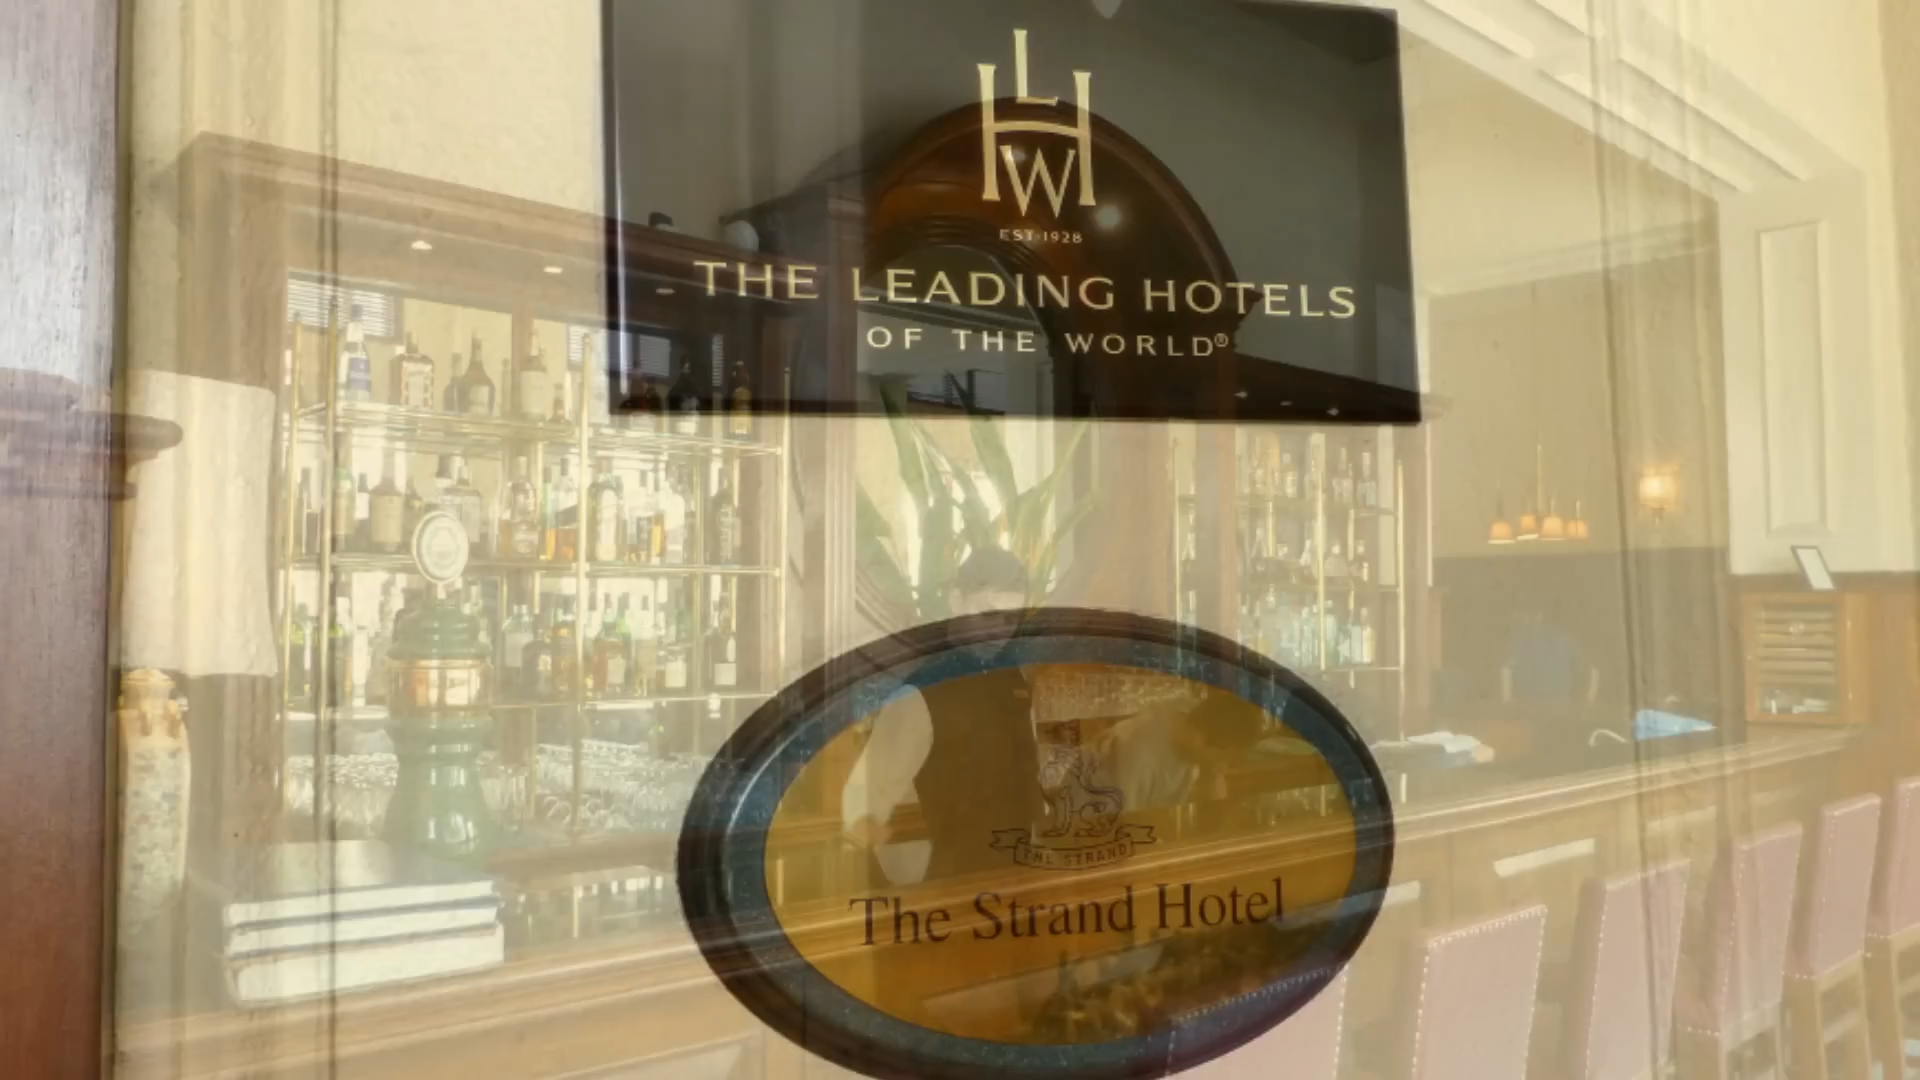 LHW
EST·1928
THE LEADING HOTELS
OF THE WORLD®
THE STRAND
The Strand Hotel